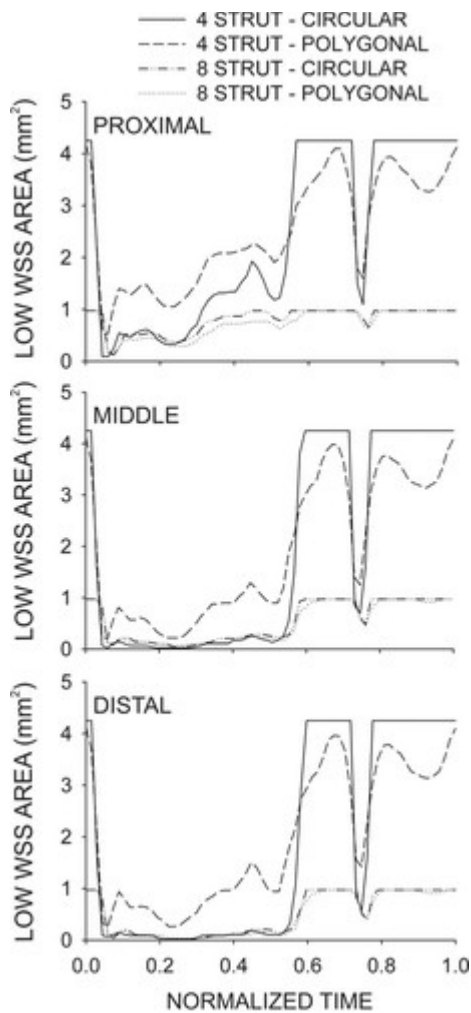 4 STRUT - CIRCULAR
4 STRUT - POLYGONAL
8 STRUT - CIRCULAR
8 STRUT - POLYGONAL
PROXIMAL
LOW WSS AREA (mm²)
5
4
3
2
1
0
MIDDLE
LOW WSS AREA (mm²)
5
4
3
2
1
0
DISTAL
LOW WSS AREA (mm²)
5
4
3
2
1
0
0.0 0.2 0.4 0.6 0.8 1.0
NORMALIZED TIME